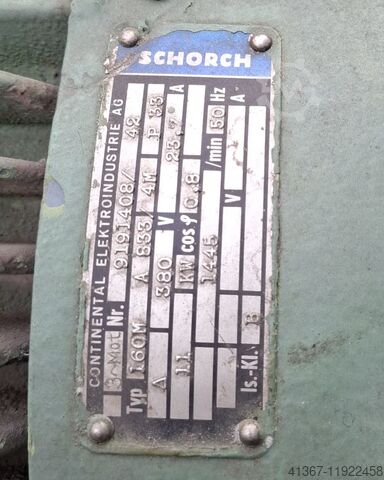 SCHORCH
CONTINENTAL ELEKTROINDUSTRIE AG
3~Mot Nr. 9191408/ 42
Typ 160M A 833/ 4M P 33
Δ 380 V 23.7 A
11 KW cos φ 0,8
1445 /min 50 Hz
V A
Is.-Kl. B
41367-11922458